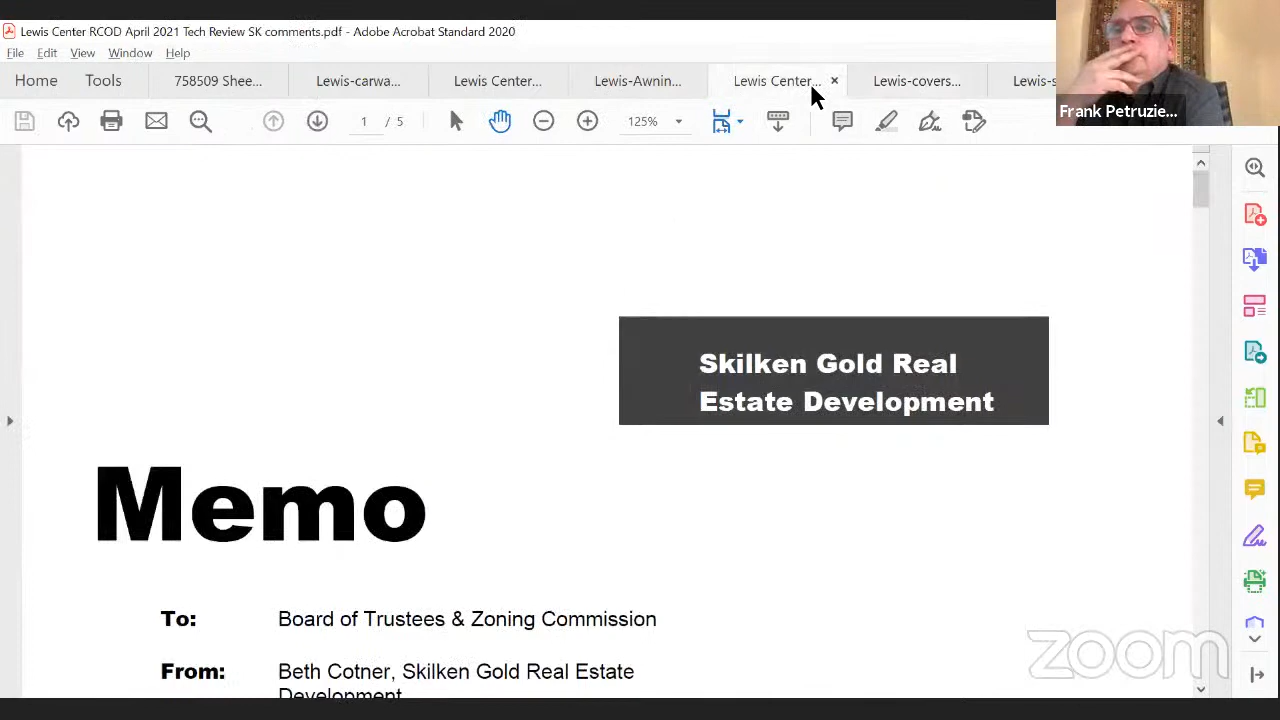 Lewis Center RCOD April 2021 Tech Review SK comments.pdf - Adobe Acrobat Standard 2020
File Edit View Window Help
Home Tools 758509 Shee... Lewis-carwa... Lewis Center... Lewis-Awnin... Lewis Center... × Lewis-covers... Lewis-s
1 / 5 125%
Frank Petruzie...
Skilken Gold Real
Estate Development
Memo
To: Board of Trustees & Zoning Commission
From: Beth Cotner, Skilken Gold Real Estate
Development
zoom